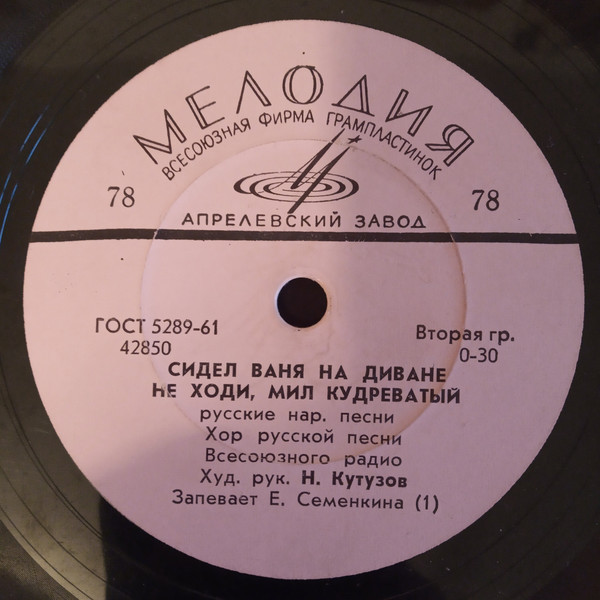 МЕЛОДИЯ
ВСЕСОЮЗНАЯ ФИРМА ГРАМПЛАСТИНОК
78 78
АПРЕЛЕВСКИЙ ЗАВОД
ГОСТ 5289-61 Вторая гр.
42850 0-30
СИДЕЛ ВАНЯ НА ДИВАНЕ
НЕ ХОДИ, МИЛ КУДРЕВАТЫЙ
русские нар. песни
Хор русской песни
Всесоюзного радио
Худ. рук. Н. Кутузов
Запевает Е. Семенкина (1)